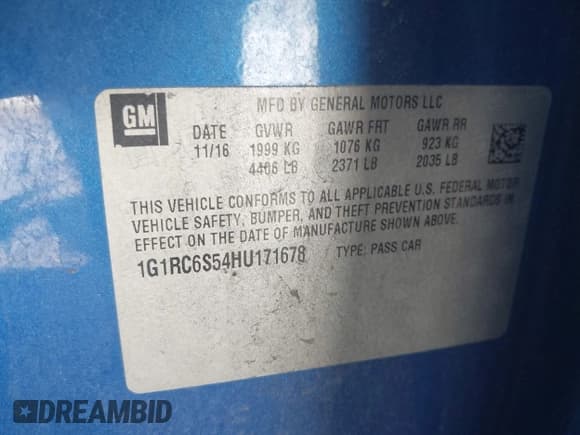 GM
MFD BY GENERAL MOTORS LLC
DATE GVWR GAWR FRT GAWR RR
11/16 1999 KG 1076 KG 923 KG
4406 LB 2371 LB 2035 LB
THIS VEHICLE CONFORMS TO ALL APPLICABLE U.S. FEDERAL MOTOR
VEHICLE SAFETY, BUMPER, AND THEFT PREVENTION STANDARDS IN
EFFECT ON THE DATE OF MANUFACTURE SHOWN ABOVE.
1G1RC6S54HU171678 TYPE: PASS CAR
DREAMBID